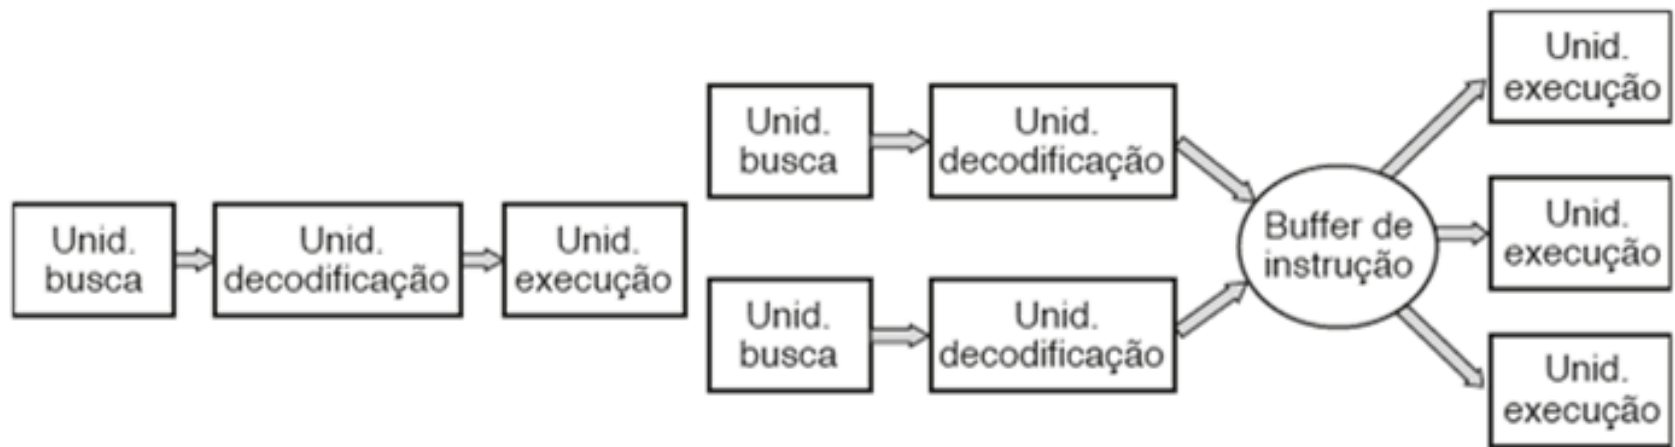 Unid.
busca
Unid.
decodificação
Unid.
execução
Unid.
busca
Unid.
decodificação
Unid.
busca
Unid.
decodificação
Buffer de
instrução
Unid.
execução
Unid.
execução
Unid.
execução